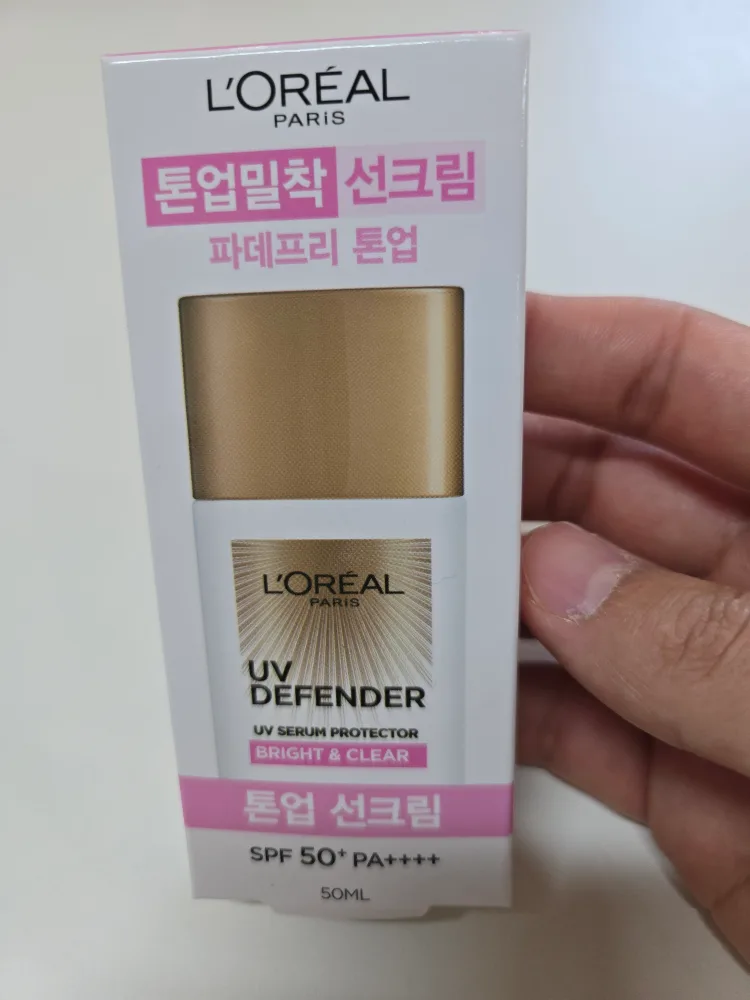 L'ORÉAL
PARiS
톤업밀착 선크림
파데프리 톤업
L'ORÉAL
PARIS
UV
DEFENDER
UV SERUM PROTECTOR
BRIGHT & CLEAR
톤업 선크림
SPF 50+ PA++++
50ML